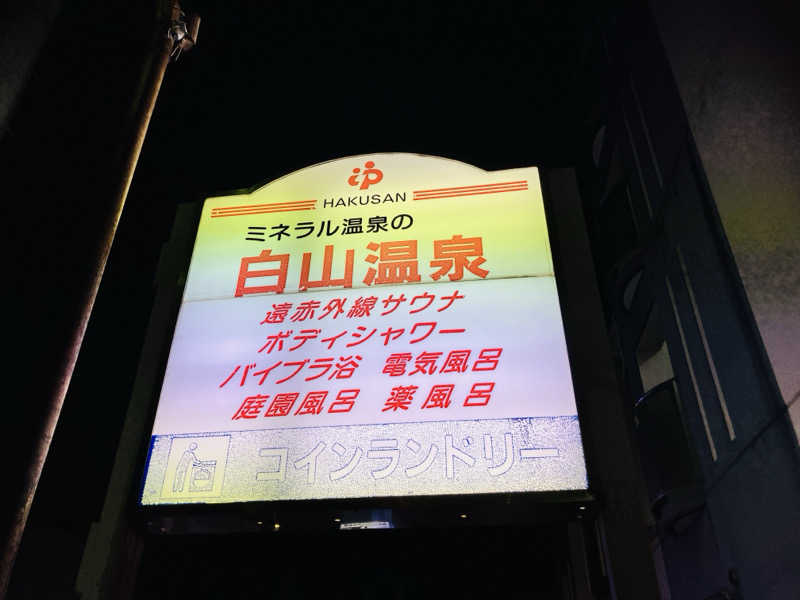 HAKUSAN
ミネラル温泉の
白山温泉
遠赤外線サウナ
ボディシャワー
バイブラ浴 電気風呂
庭園風呂 薬風呂
コインランドリー